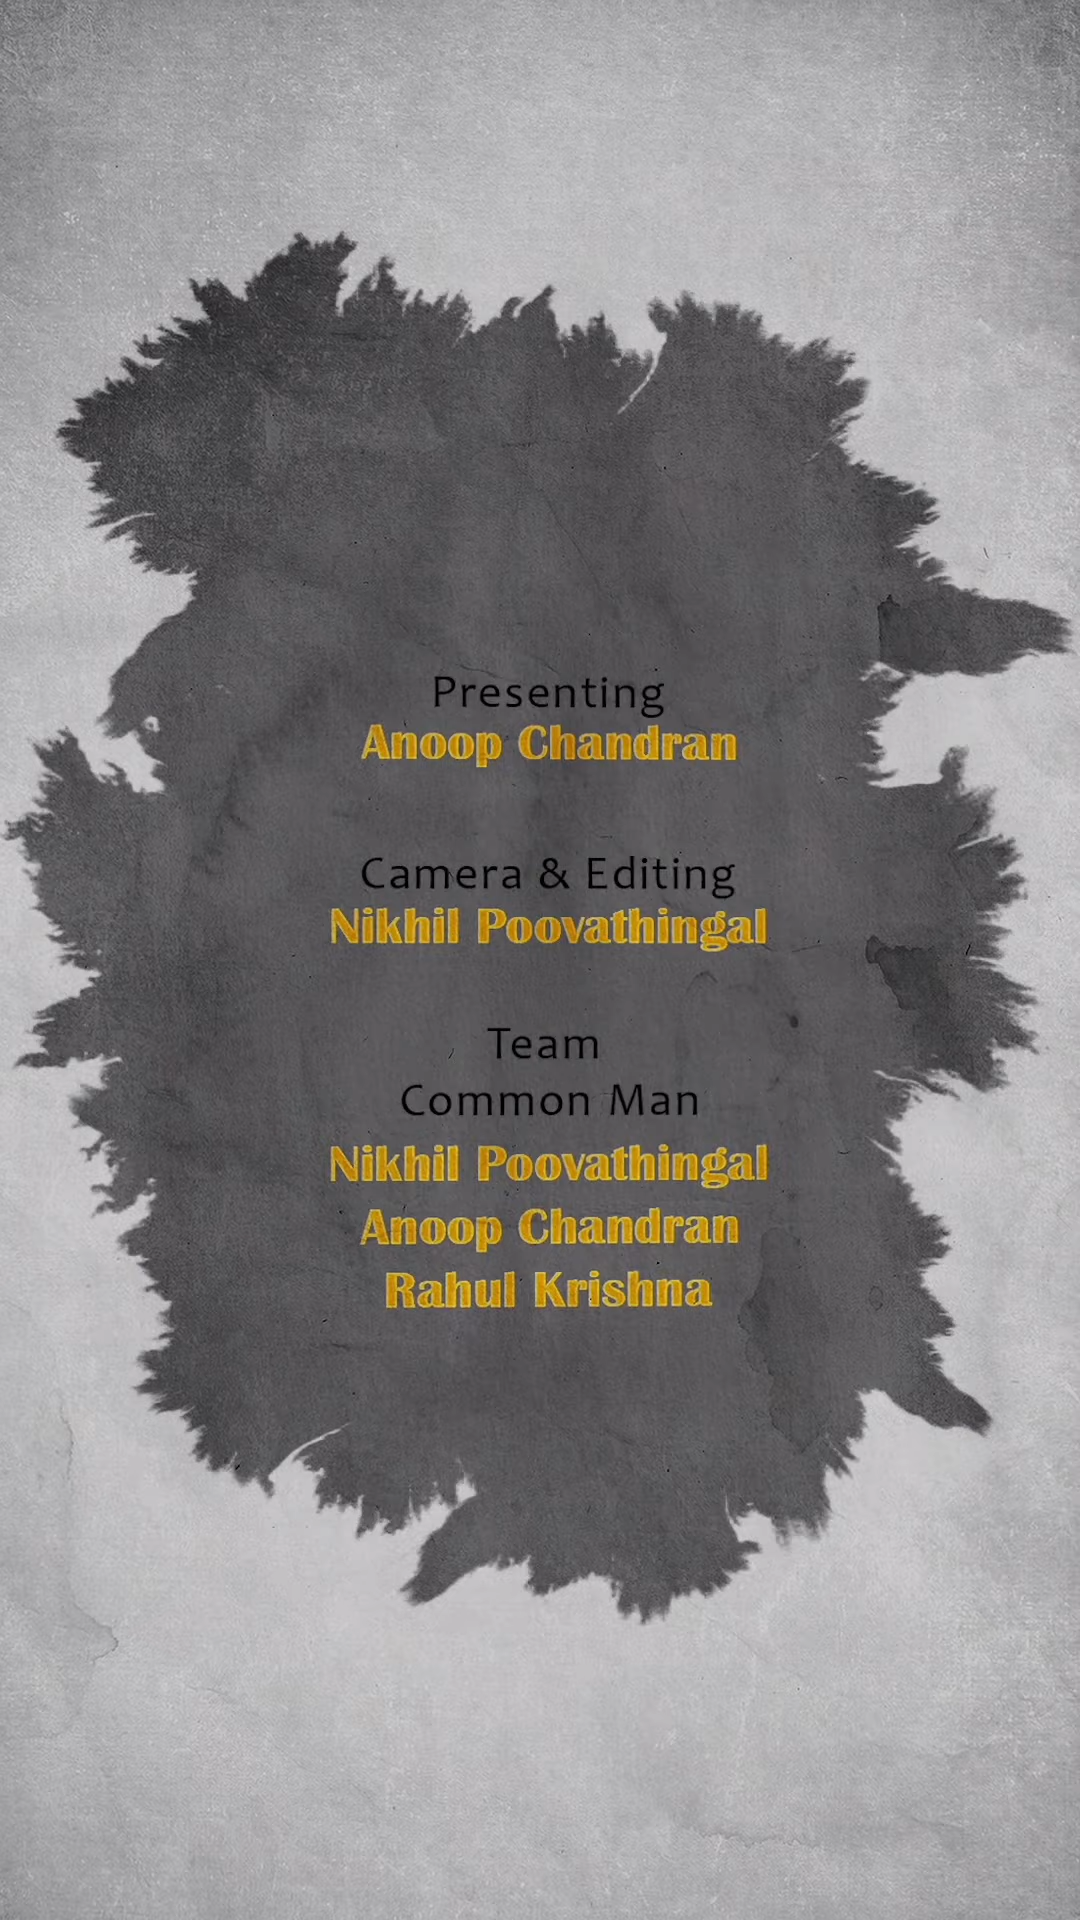 Presenting
Anoop Chandran
Camera & Editing
Nikhil Poovathingal
Team
Common Man
Nikhil Poovathingal
Anoop Chandran
Rahul Krishna